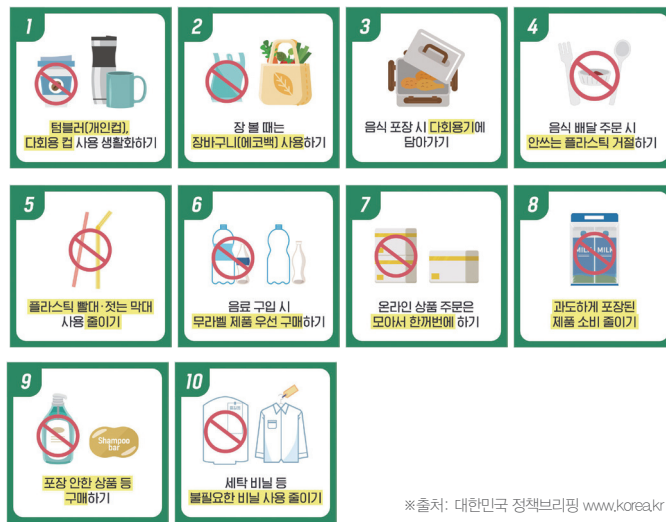 1
텀블러(개인컵),
다회용 컵 사용 생활화하기
2
장 볼 때는
장바구니(에코백) 사용하기
3
음식 포장 시 다회용기에
담아가기
4
음식 배달 주문 시
안쓰는 플라스틱 거절하기
5
플라스틱 빨대·젓는 막대
사용 줄이기
6
음료 구입 시
무라벨 제품 우선 구매하기
7
온라인 상품 주문은
모아서 한꺼번에 하기
8
MILK MILK
과도하게 포장된
제품 소비 줄이기
9
Shampoo
bar
포장 안한 상품 등
구매하기
10
세탁 비닐 등
불필요한 비닐 사용 줄이기
※출처: 대한민국 정책브리핑 www.korea.kr